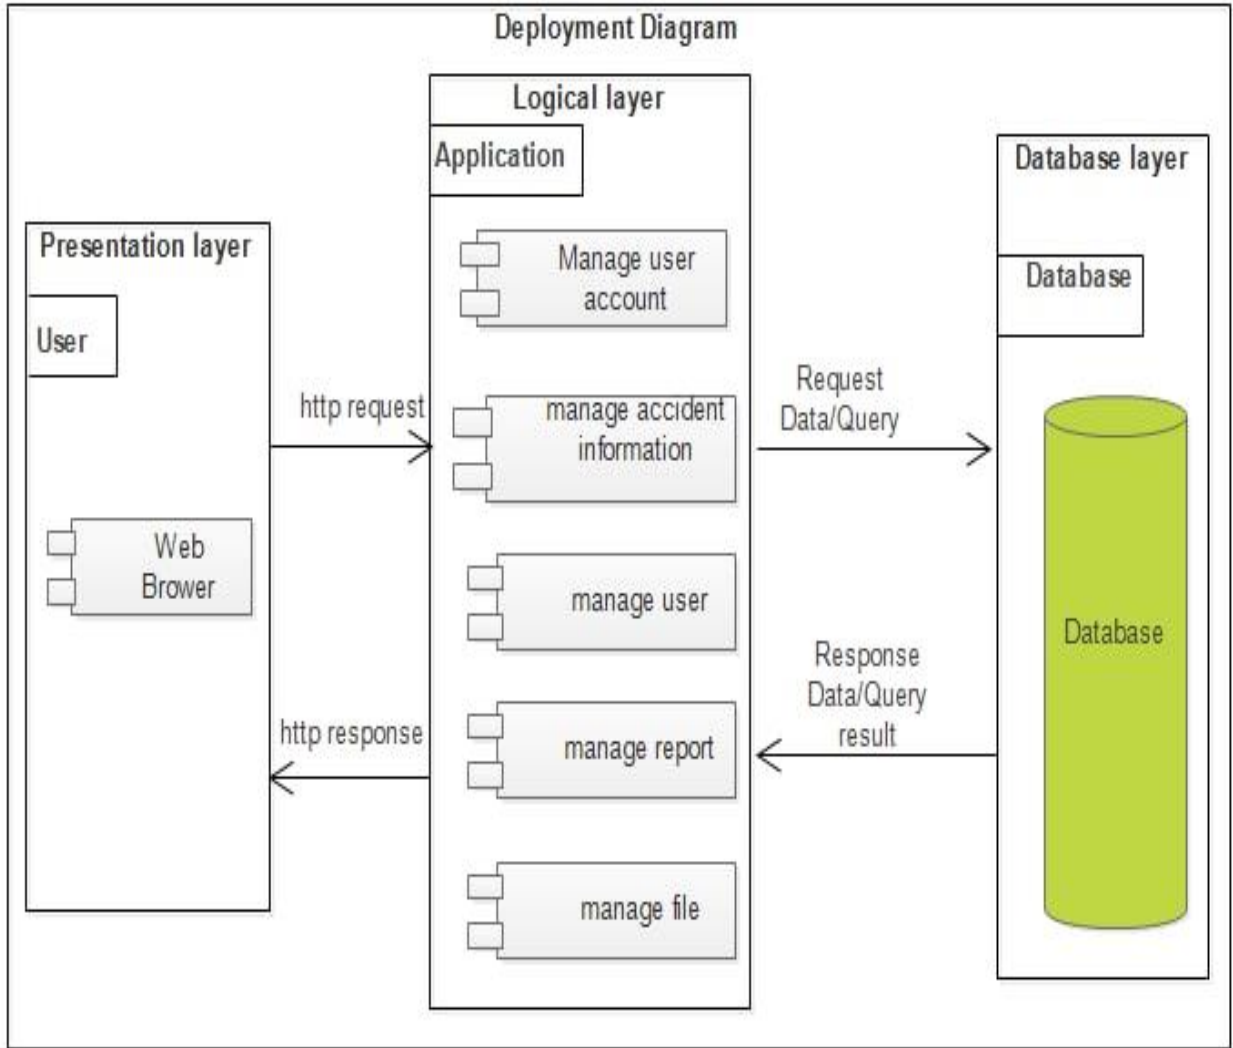 Deployment Diagram
Logical layer
Application
Manage user
account
manage accident
information
manage user
manage report
manage file
Presentation layer
User
Web
Brower
http request
http response
Request
Data/Query
Response
Data/Query
result
Database layer
Database
Database